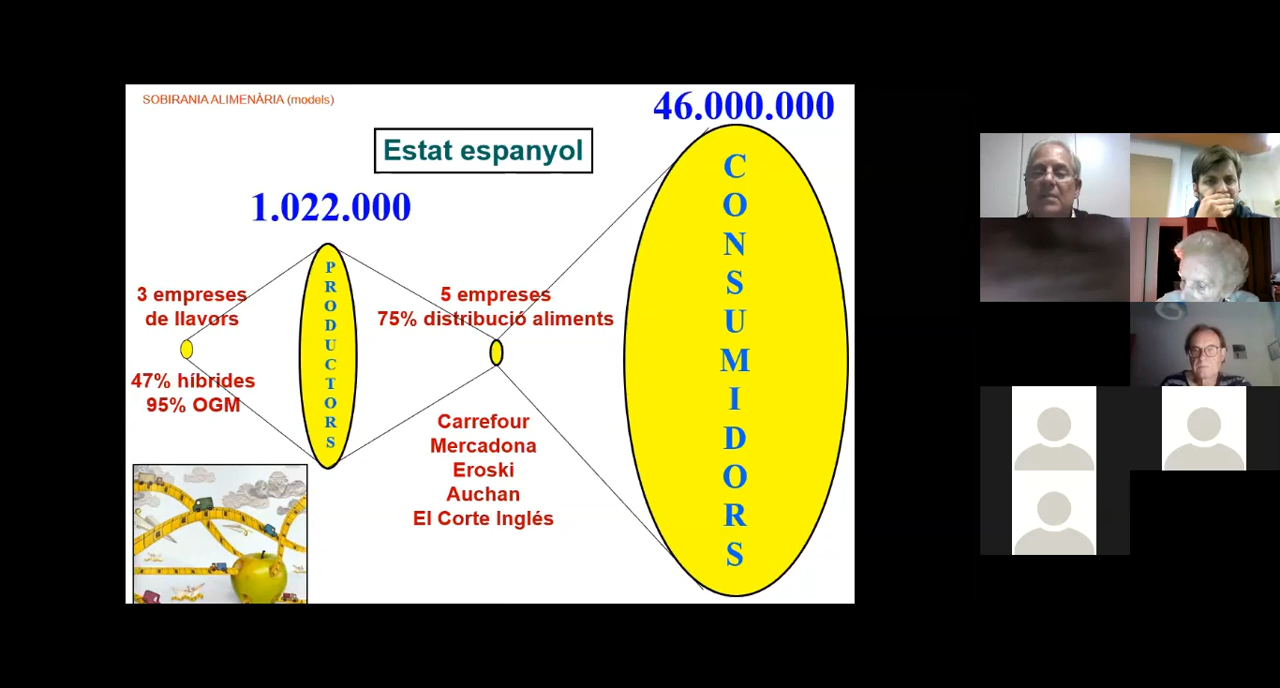 SOBIRANIA ALIMENÀRIA (models)
46.000.000
Estat espanyol
1.022.000
3 empreses
de llavors
47% híbrides
95% OGM
PRODUCTORS
5 empreses
75% distribució aliments
Carrefour
Mercadona
Eroski
Auchan
El Corte Inglés
CONSUMIDORS